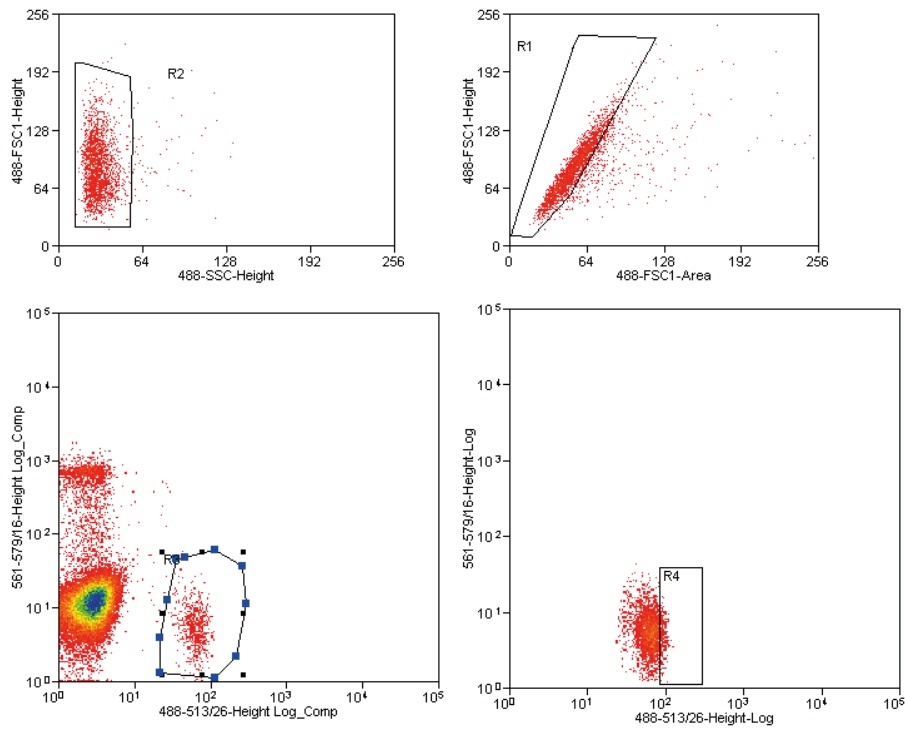 256
192
128
64
0
488-FSC1-Height
R2
0 64 128 192 256
488-SSC-Height
256
192
128
64
0
488-FSC1-Height
R1
0 64 128 192 256
488-FSC1-Area
10⁵
10⁴
10³
10²
10¹
10⁰
561-579/16-Height Log_Comp
10⁰ 10¹ 10² 10³ 10⁴ 10⁵
488-513/26-Height Log_Comp
10⁵
10⁴
10³
10²
10¹
10⁰
561-579/16-Height-Log
R4
10⁰ 10¹ 10² 10³ 10⁴ 10⁵
488-513/26-Height-Log